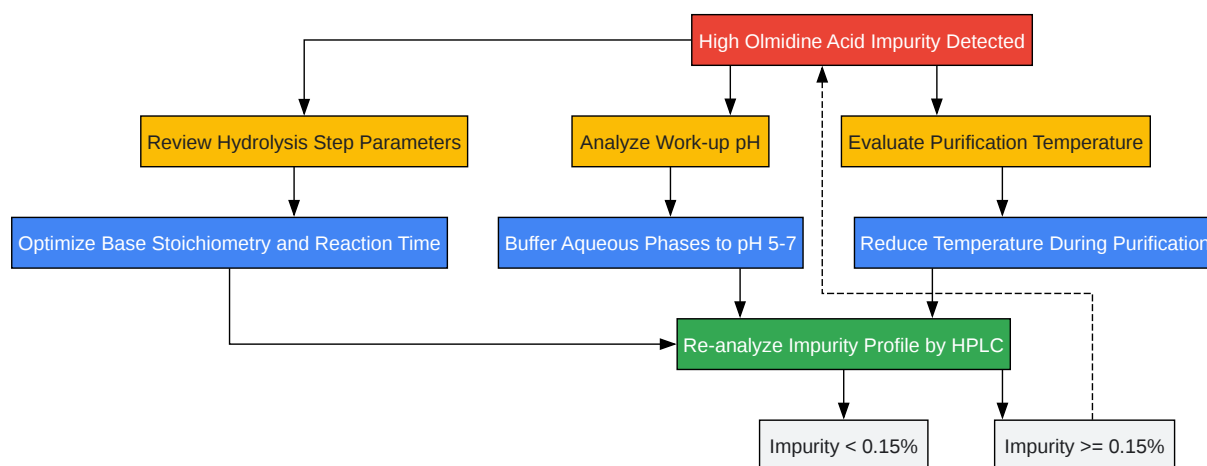 High Olmidine Acid Impurity Detected
Review Hydrolysis Step Parameters
Analyze Work-up pH
Evaluate Purification Temperature
Optimize Base Stoichiometry and Reaction Time
Buffer Aqueous Phases to pH 5-7
Reduce Temperature During Purification
Re-analyze Impurity Profile by HPLC
Impurity < 0.15%
Impurity >= 0.15%